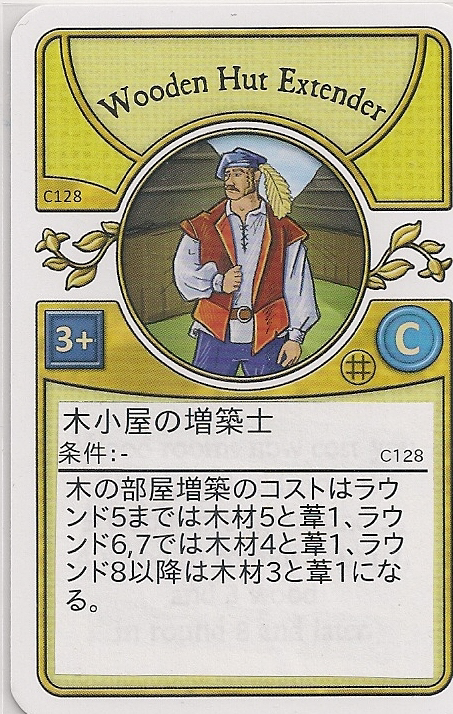 Wooden Hut Extender
C128
3+
C
木小屋の増築士
条件:-
C128
木の部屋増築のコストはラウ
ンド5までは木材5と葦1、ラウ
ンド6,7では木材4と葦1、ラウ
ンド8以降は木材3と葦1にな
る。